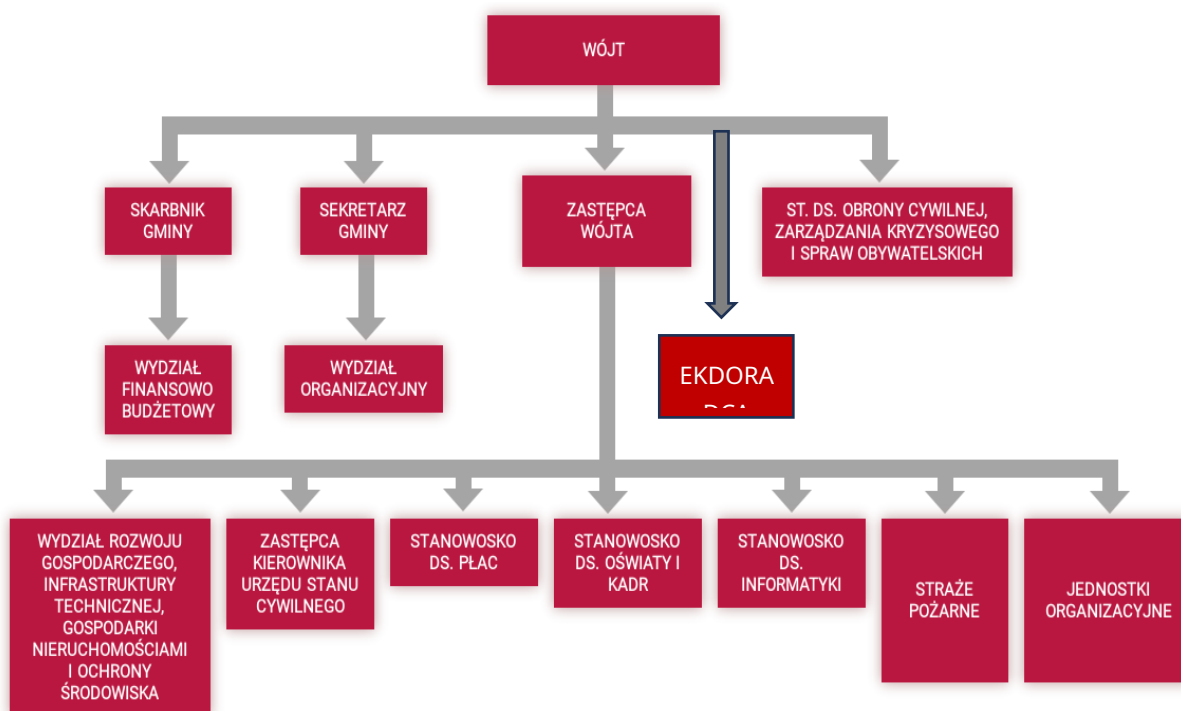 WÓJT
SKARBNIK
GMINY
SEKRETARZ
GMINY
ZASTĘPCA
WÓJTA
ST. DS. OBRONY CYWILNEJ,
ZARZĄDZANIA KRYZYSOWEGO
I SPRAW OBYWATELSKICH
WYDZIAŁ
FINANSOWO
BUDŻETOWY
WYDZIAŁ
ORGANIZACYJNY
EKDORA
WYDZIAŁ ROZWOJU
GOSPODARCZEGO,
INFRASTRUKTURY
TECHNICZNEJ,
GOSPODARKI
NIERUCHOMOŚCIAMI
I OCHRONY
ŚRODOWISKA
ZASTĘPCA
KIEROWNIKA
URZĘDU STANU
CYWILNEGO
STANOWOSKO
DS. PŁAC
STANOWOSKO
DS. OŚWIATY I
KADR
STANOWOSKO
DS.
INFORMATYKI
STRAŻE
POŻARNE
JEDNOSTKI
ORGANIZACYJNE